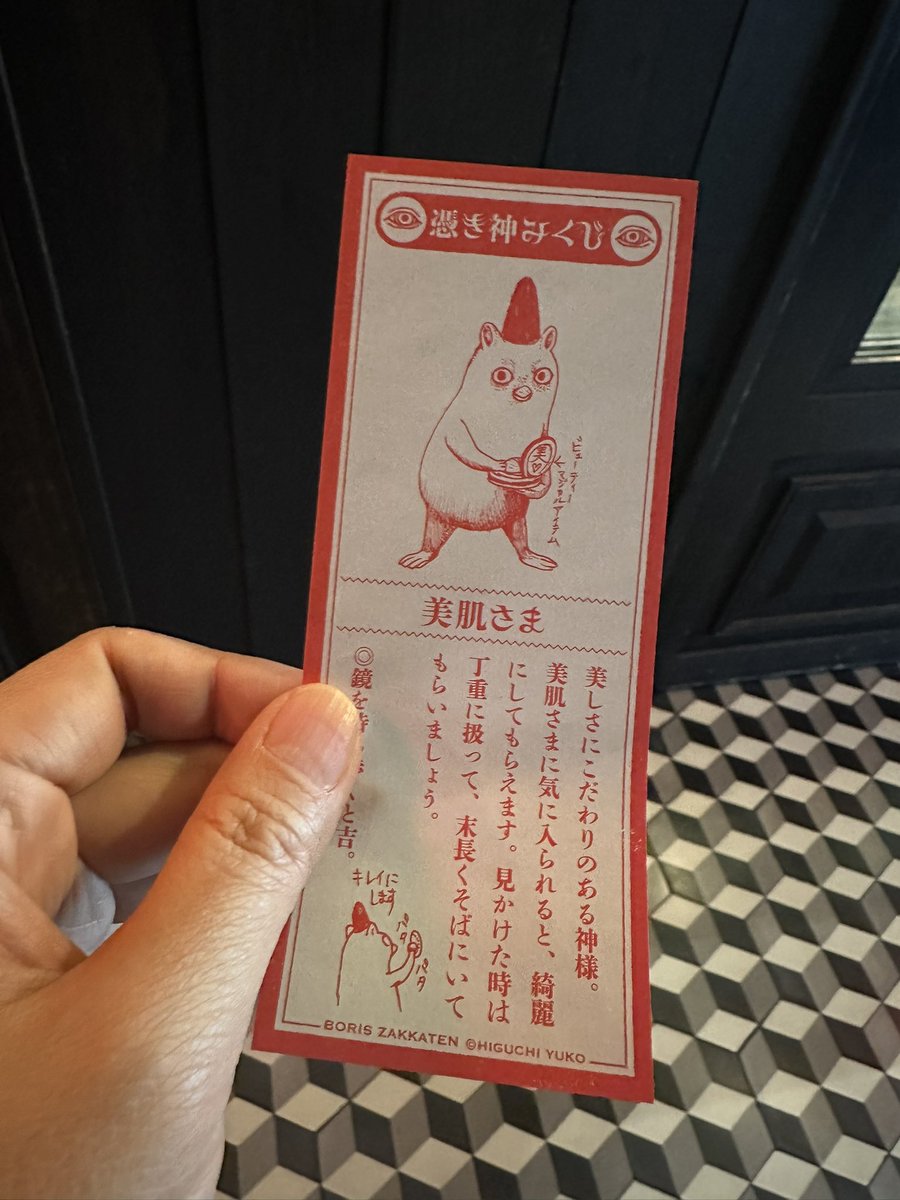 憑き神みくじ
美
ビューティー
マジカルアイテム
美肌さま
美しさにこだわりのある神様。
美肌さまに気に入られると、綺麗
にしてもらえます。見かけた時は
丁重に扱って、末長くそばにいて
もらいましょう。
◎鏡を
と吉。
キレイに
します
パタ
パタ
BORIS ZAKKATEN ©HIGUCHI YUKO